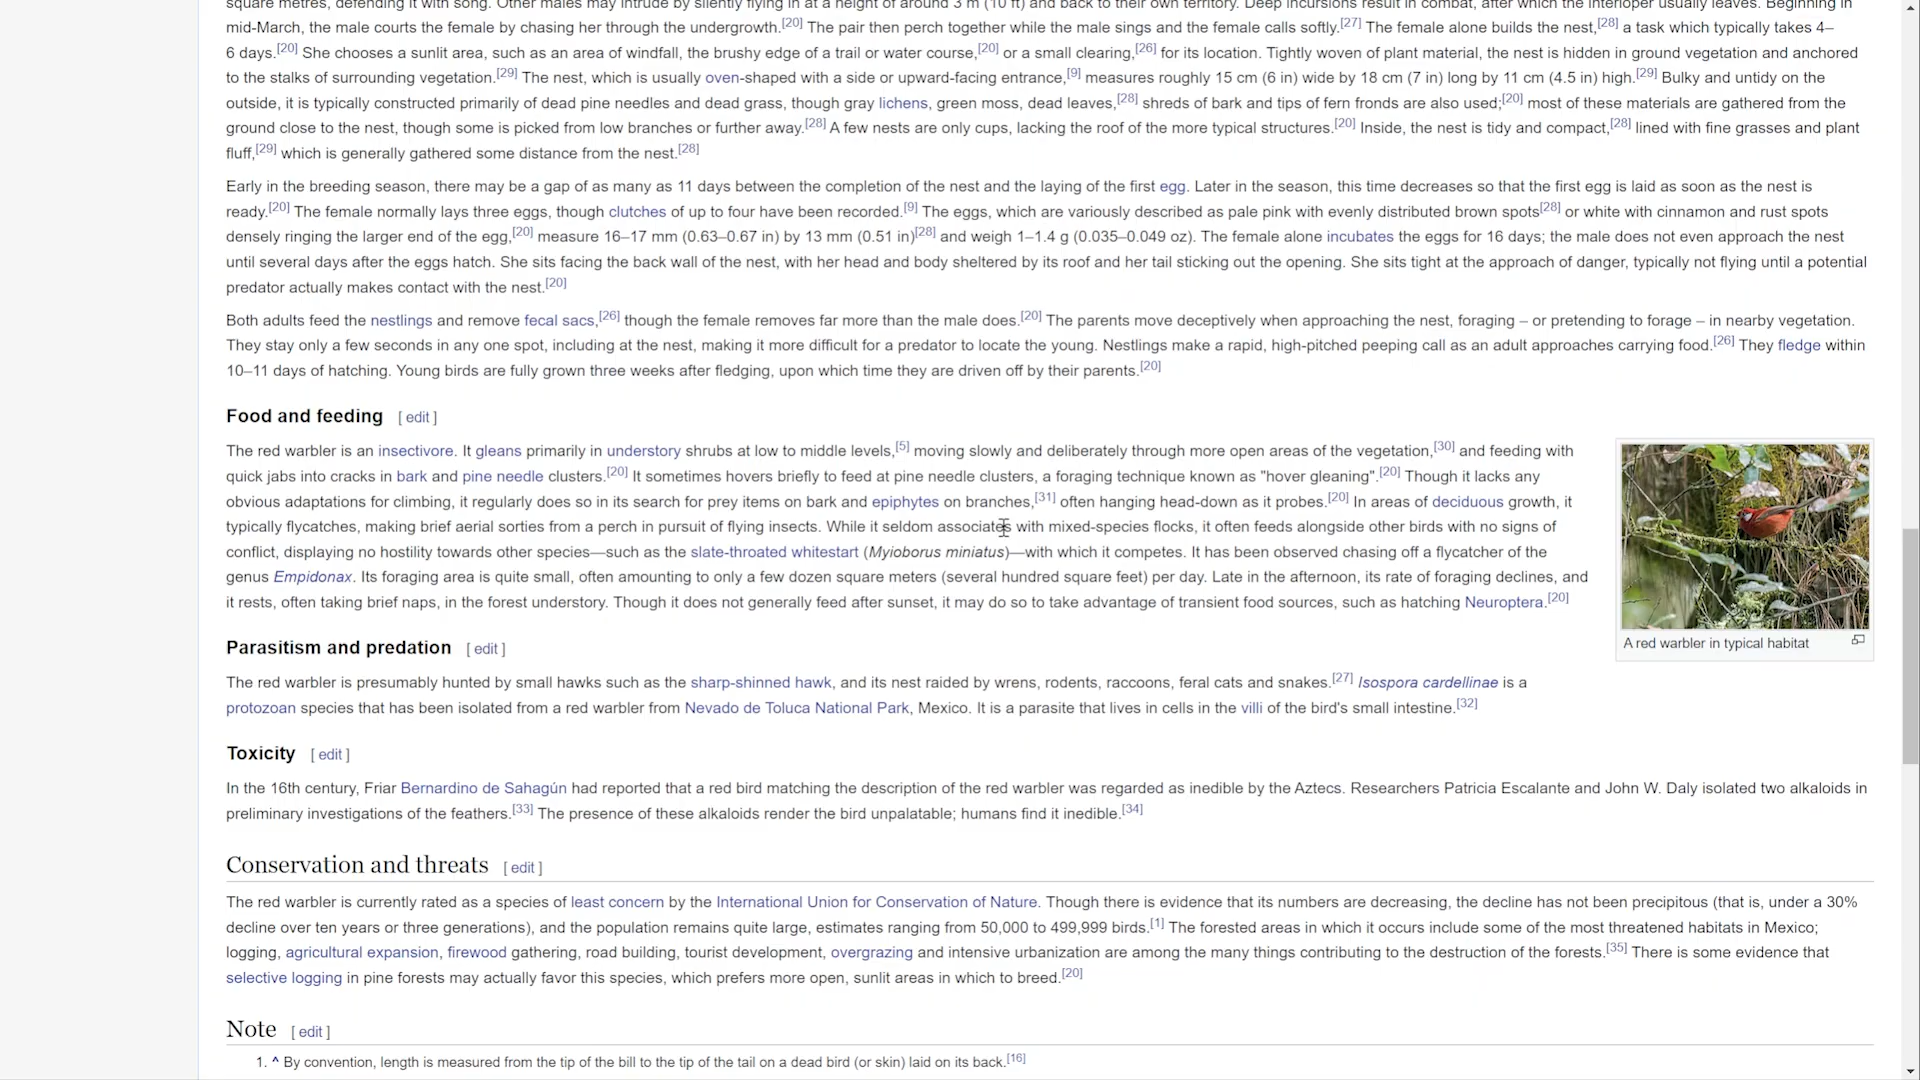 square metres, defending it with song. Other males may intrude by silently flying in at a height of around 3 m (10 ft) and back to their own territory. Deep incursions result in combat, after which the interloper usually leaves. Beginning in
mid-March, the male courts the female by chasing her through the undergrowth.[20] The pair then perch together while the male sings and the female calls softly.[27] The female alone builds the nest,[28] a task which typically takes 4–
6 days.[20] She chooses a sunlit area, such as an area of windfall, the brushy edge of a trail or water course,[20] or a small clearing,[26] for its location. Tightly woven of plant material, the nest is hidden in ground vegetation and anchored
to the stalks of surrounding vegetation.[29] The nest, which is usually oven-shaped with a side or upward-facing entrance,[9] measures roughly 15 cm (6 in) wide by 18 cm (7 in) long by 11 cm (4.5 in) high.[29] Bulky and untidy on the
outside, it is typically constructed primarily of dead pine needles and dead grass, though gray lichens, green moss, dead leaves,[28] shreds of bark and tips of fern fronds are also used;[20] most of these materials are gathered from the
ground close to the nest, though some is picked from low branches or further away.[28] A few nests are only cups, lacking the roof of the more typical structures.[20] Inside, the nest is tidy and compact,[28] lined with fine grasses and plant
fluff,[29] which is generally gathered some distance from the nest.[28]
Early in the breeding season, there may be a gap of as many as 11 days between the completion of the nest and the laying of the first egg. Later in the season, this time decreases so that the first egg is laid as soon as the nest is
ready.[20] The female normally lays three eggs, though clutches of up to four have been recorded.[9] The eggs, which are variously described as pale pink with evenly distributed brown spots[28] or white with cinnamon and rust spots
densely ringing the larger end of the egg,[20] measure 16–17 mm (0.63–0.67 in) by 13 mm (0.51 in)[28] and weigh 1–1.4 g (0.035–0.049 oz). The female alone incubates the eggs for 16 days; the male does not even approach the nest
until several days after the eggs hatch. She sits facing the back wall of the nest, with her head and body sheltered by its roof and her tail sticking out the opening. She sits tight at the approach of danger, typically not flying until a potential
predator actually makes contact with the nest.[20]
Both adults feed the nestlings and remove fecal sacs,[26] though the female removes far more than the male does.[20] The parents move deceptively when approaching the nest, foraging – or pretending to forage – in nearby vegetation.
They stay only a few seconds in any one spot, including at the nest, making it more difficult for a predator to locate the young. Nestlings make a rapid, high-pitched peeping call as an adult approaches carrying food.[26] They fledge within
10–11 days of hatching. Young birds are fully grown three weeks after fledging, upon which time they are driven off by their parents.[20]
Food and feeding [ edit ]
The red warbler is an insectivore. It gleans primarily in understory shrubs at low to middle levels,[5] moving slowly and deliberately through more open areas of the vegetation,[30] and feeding with
quick jabs into cracks in bark and pine needle clusters.[20] It sometimes hovers briefly to feed at pine needle clusters, a foraging technique known as "hover gleaning".[20] Though it lacks any
obvious adaptations for climbing, it regularly does so in its search for prey items on bark and epiphytes on branches,[31] often hanging head-down as it probes.[20] In areas of deciduous growth, it
typically flycatches, making brief aerial sorties from a perch in pursuit of flying insects. While it seldom associates with mixed-species flocks, it often feeds alongside other birds with no signs of
conflict, displaying no hostility towards other species—such as the slate-throated whitestart (Myioborus miniatus)—with which it competes. It has been observed chasing off a flycatcher of the
genus Empidonax. Its foraging area is quite small, often amounting to only a few dozen square meters (several hundred square feet) per day. Late in the afternoon, its rate of foraging declines, and
it rests, often taking brief naps, in the forest understory. Though it does not generally feed after sunset, it may do so to take advantage of transient food sources, such as hatching Neuroptera.[20]
A red warbler in typical habitat
Parasitism and predation [ edit ]
The red warbler is presumably hunted by small hawks such as the sharp-shinned hawk, and its nest raided by wrens, rodents, raccoons, feral cats and snakes.[27] Isospora cardellinae is a
protozoan species that has been isolated from a red warbler from Nevado de Toluca National Park, Mexico. It is a parasite that lives in cells in the villi of the bird's small intestine.[32]
Toxicity [ edit ]
In the 16th century, Friar Bernardino de Sahagún had reported that a red bird matching the description of the red warbler was regarded as inedible by the Aztecs. Researchers Patricia Escalante and John W. Daly isolated two alkaloids in
preliminary investigations of the feathers.[33] The presence of these alkaloids render the bird unpalatable; humans find it inedible.[34]
Conservation and threats [ edit ]
The red warbler is currently rated as a species of least concern by the International Union for Conservation of Nature. Though there is evidence that its numbers are decreasing, the decline has not been precipitous (that is, under a 30%
decline over ten years or three generations), and the population remains quite large, estimates ranging from 50,000 to 499,999 birds.[1] The forested areas in which it occurs include some of the most threatened habitats in Mexico;
logging, agricultural expansion, firewood gathering, road building, tourist development, overgrazing and intensive urbanization are among the many things contributing to the destruction of the forests.[35] There is some evidence that
selective logging in pine forests may actually favor this species, which prefers more open, sunlit areas in which to breed.[20]
Note [ edit ]
1. ^ By convention, length is measured from the tip of the bill to the tip of the tail on a dead bird (or skin) laid on its back.[16]